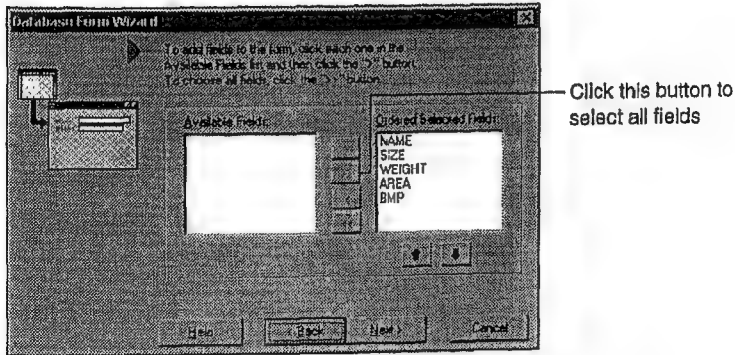 Database Form Wizard
To add fields to the form, click each one in the
Available Fields list and then click the ">" button.
To choose all fields, click the ">>" button.
Available Fields:
Ordered Selected Fields:
NAME
SIZE
WEIGHT
AREA
BMP
Help
< Back
Next >
Cancel
Click this button to
select all fields